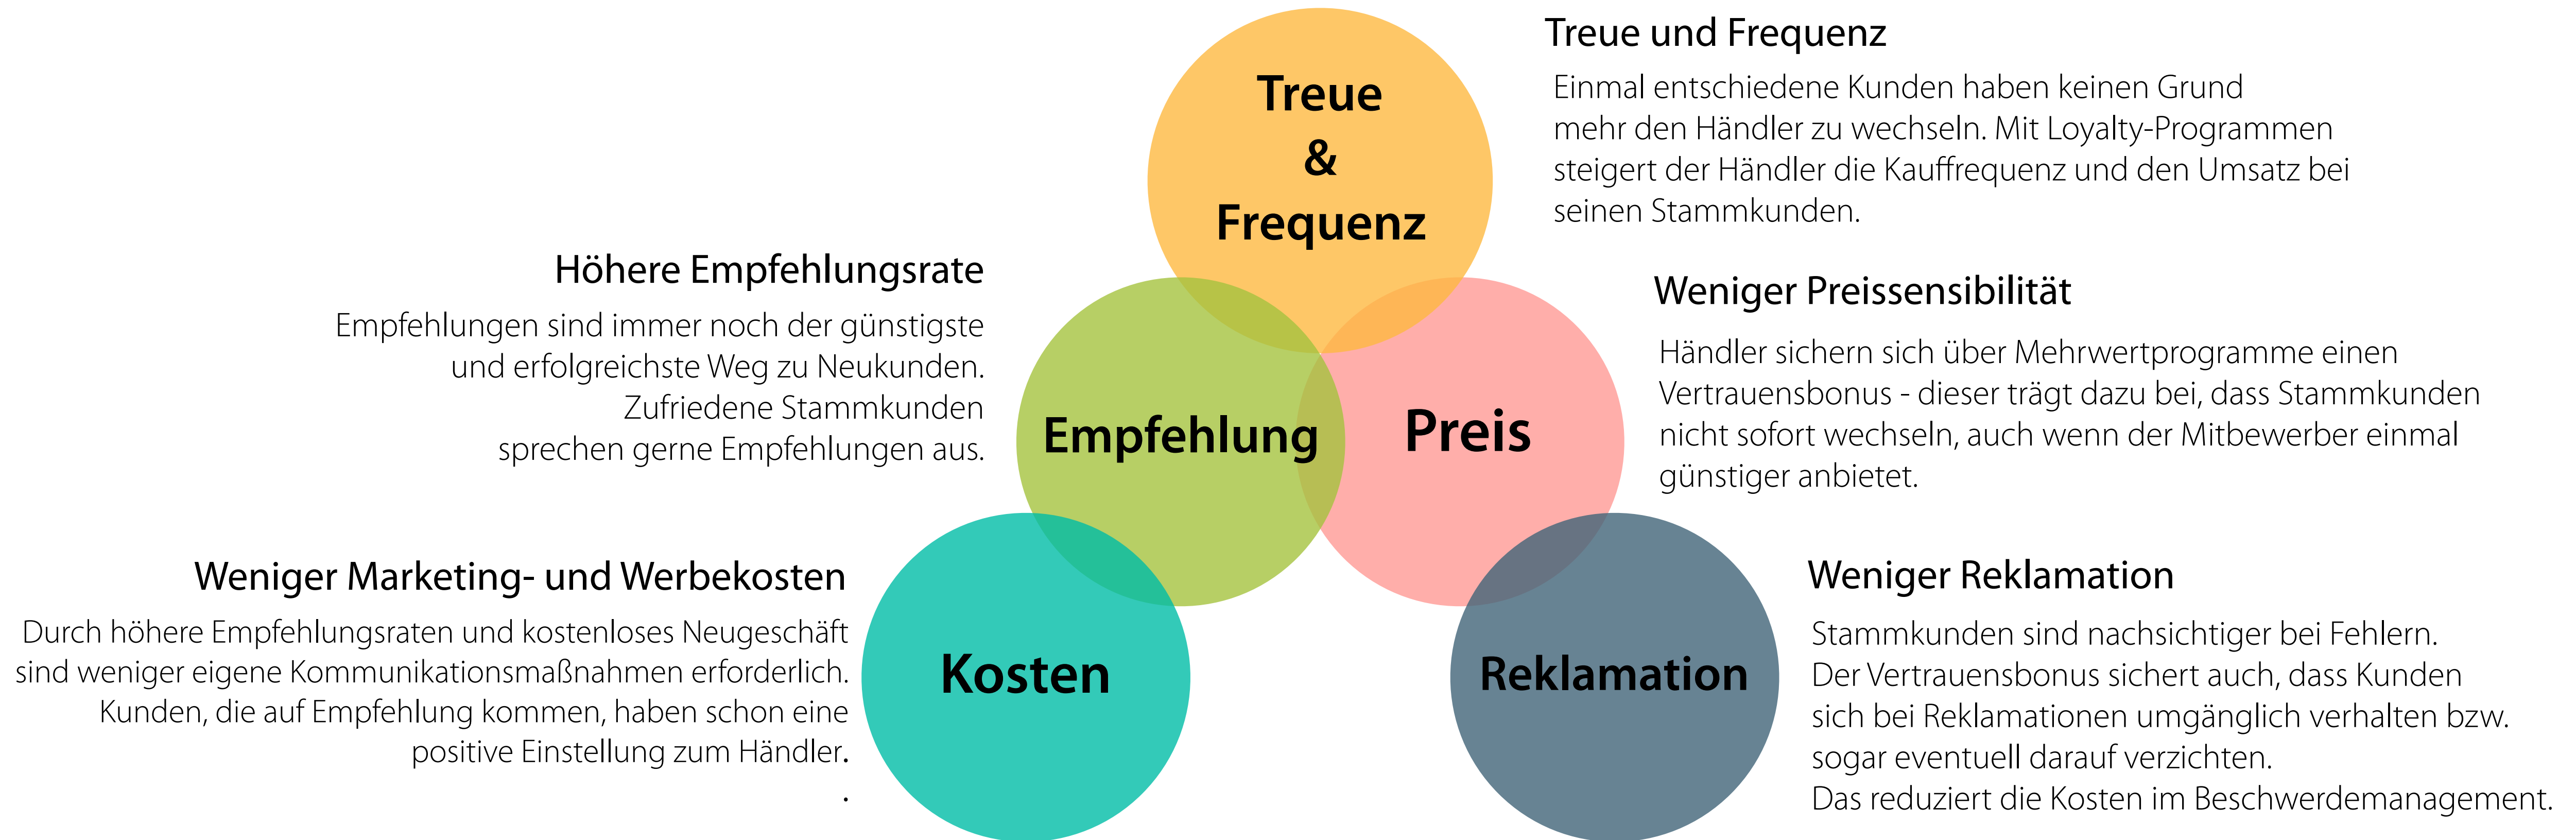 Treue
&
Frequenz
Treue und Frequenz
Einmal entschiedene Kunden haben keinen Grund
mehr den Händler zu wechseln. Mit Loyalty-Programmen
steigert der Händler die Kauffrequenz und den Umsatz bei
seinen Stammkunden.
Höhere Empfehlungsrate
Empfehlungen sind immer noch der günstigste
und erfolgreichste Weg zu Neukunden.
Zufriedene Stammkunden
sprechen gerne Empfehlungen aus.
Empfehlung
Preis
Weniger Preissensibilität
Händler sichern sich über Mehrwertprogramme einen
Vertrauensbonus - dieser trägt dazu bei, dass Stammkunden
nicht sofort wechseln, auch wenn der Mitbewerber einmal
günstiger anbietet.
Weniger Marketing- und Werbekosten
Durch höhere Empfehlungsraten und kostenloses Neugeschäft
sind weniger eigene Kommunikationsmaßnahmen erforderlich.
Kunden, die auf Empfehlung kommen, haben schon eine
positive Einstellung zum Händler.
.
Kosten
Reklamation
Weniger Reklamation
Stammkunden sind nachsichtiger bei Fehlern.
Der Vertrauensbonus sichert auch, dass Kunden
sich bei Reklamationen umgänglich verhalten bzw.
sogar eventuell darauf verzichten.
Das reduziert die Kosten im Beschwerdemanagement.